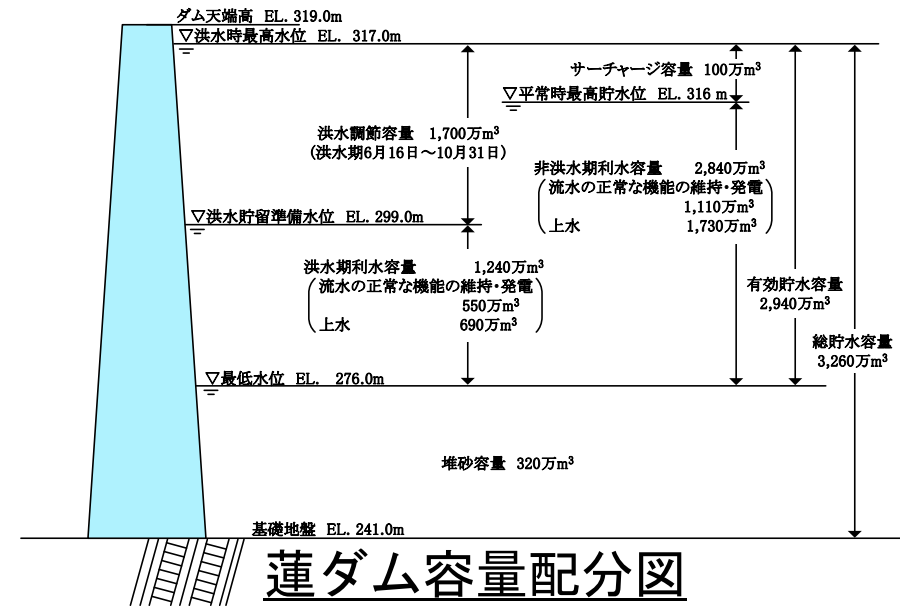 ダム天端高 EL. 319.0m
▽洪水時最高水位 EL. 317.0m
サーチャージ容量 100万m³
▽平常時最高貯水位 EL. 316 m
洪水調節容量 1,700万m³
(洪水期6月16日～10月31日)
非洪水期利水容量 2,840万m³
(流水の正常な機能の維持・発電
1,110万m³
上水 1,730万m³)
▽洪水貯留準備水位 EL. 299.0m
洪水期利水容量 1,240万m³
(流水の正常な機能の維持・発電
550万m³
上水 690万m³)
有効貯水容量
2,940万m³
総貯水容量
3,260万m³
▽最低水位 EL. 276.0m
堆砂容量 320万m³
基礎地盤 EL. 241.0m
蓮ダム容量配分図